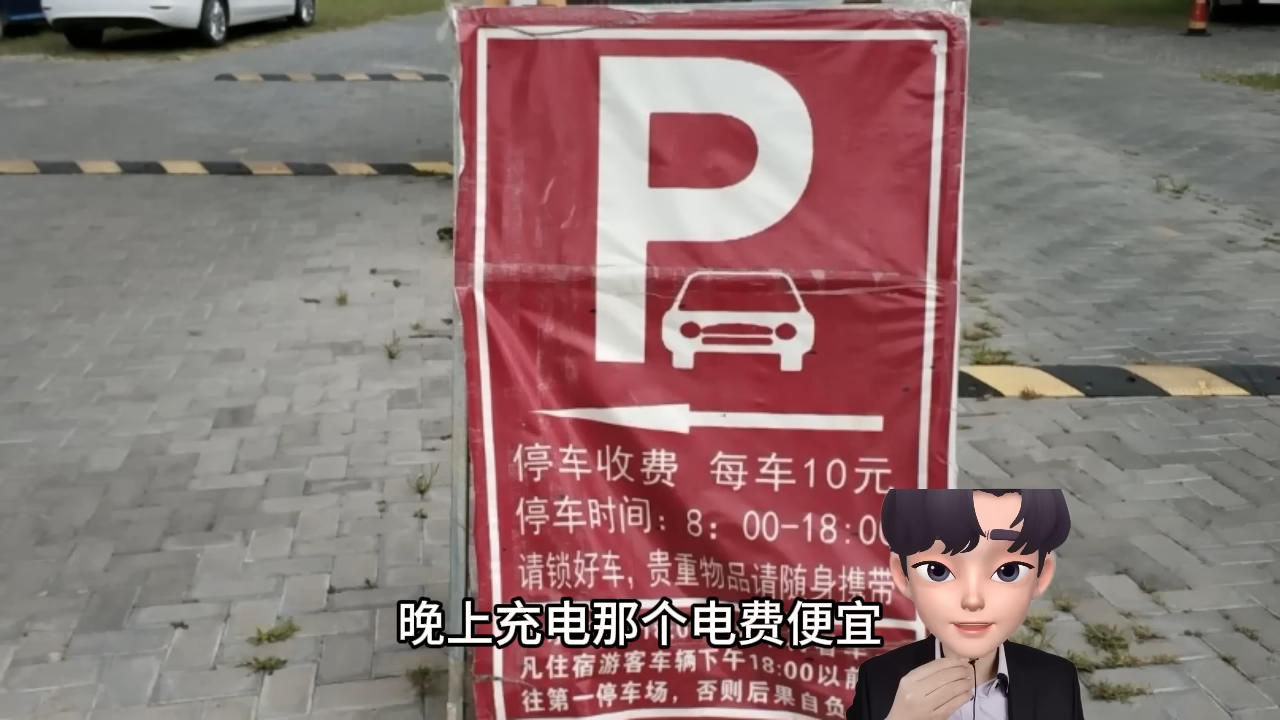 P
停车收费 每车10元
停车时间：8：00-18:00
请锁好车，贵重物品请随身携带
晚上充电那个电费便宜
凡住宿游客车辆下午18:00以前
往第一停车场，否则后果自负